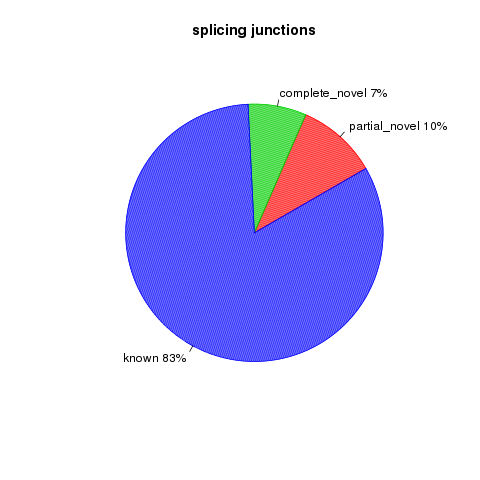 splicing junctions
complete_novel 7%
partial_novel 10%
known 83%